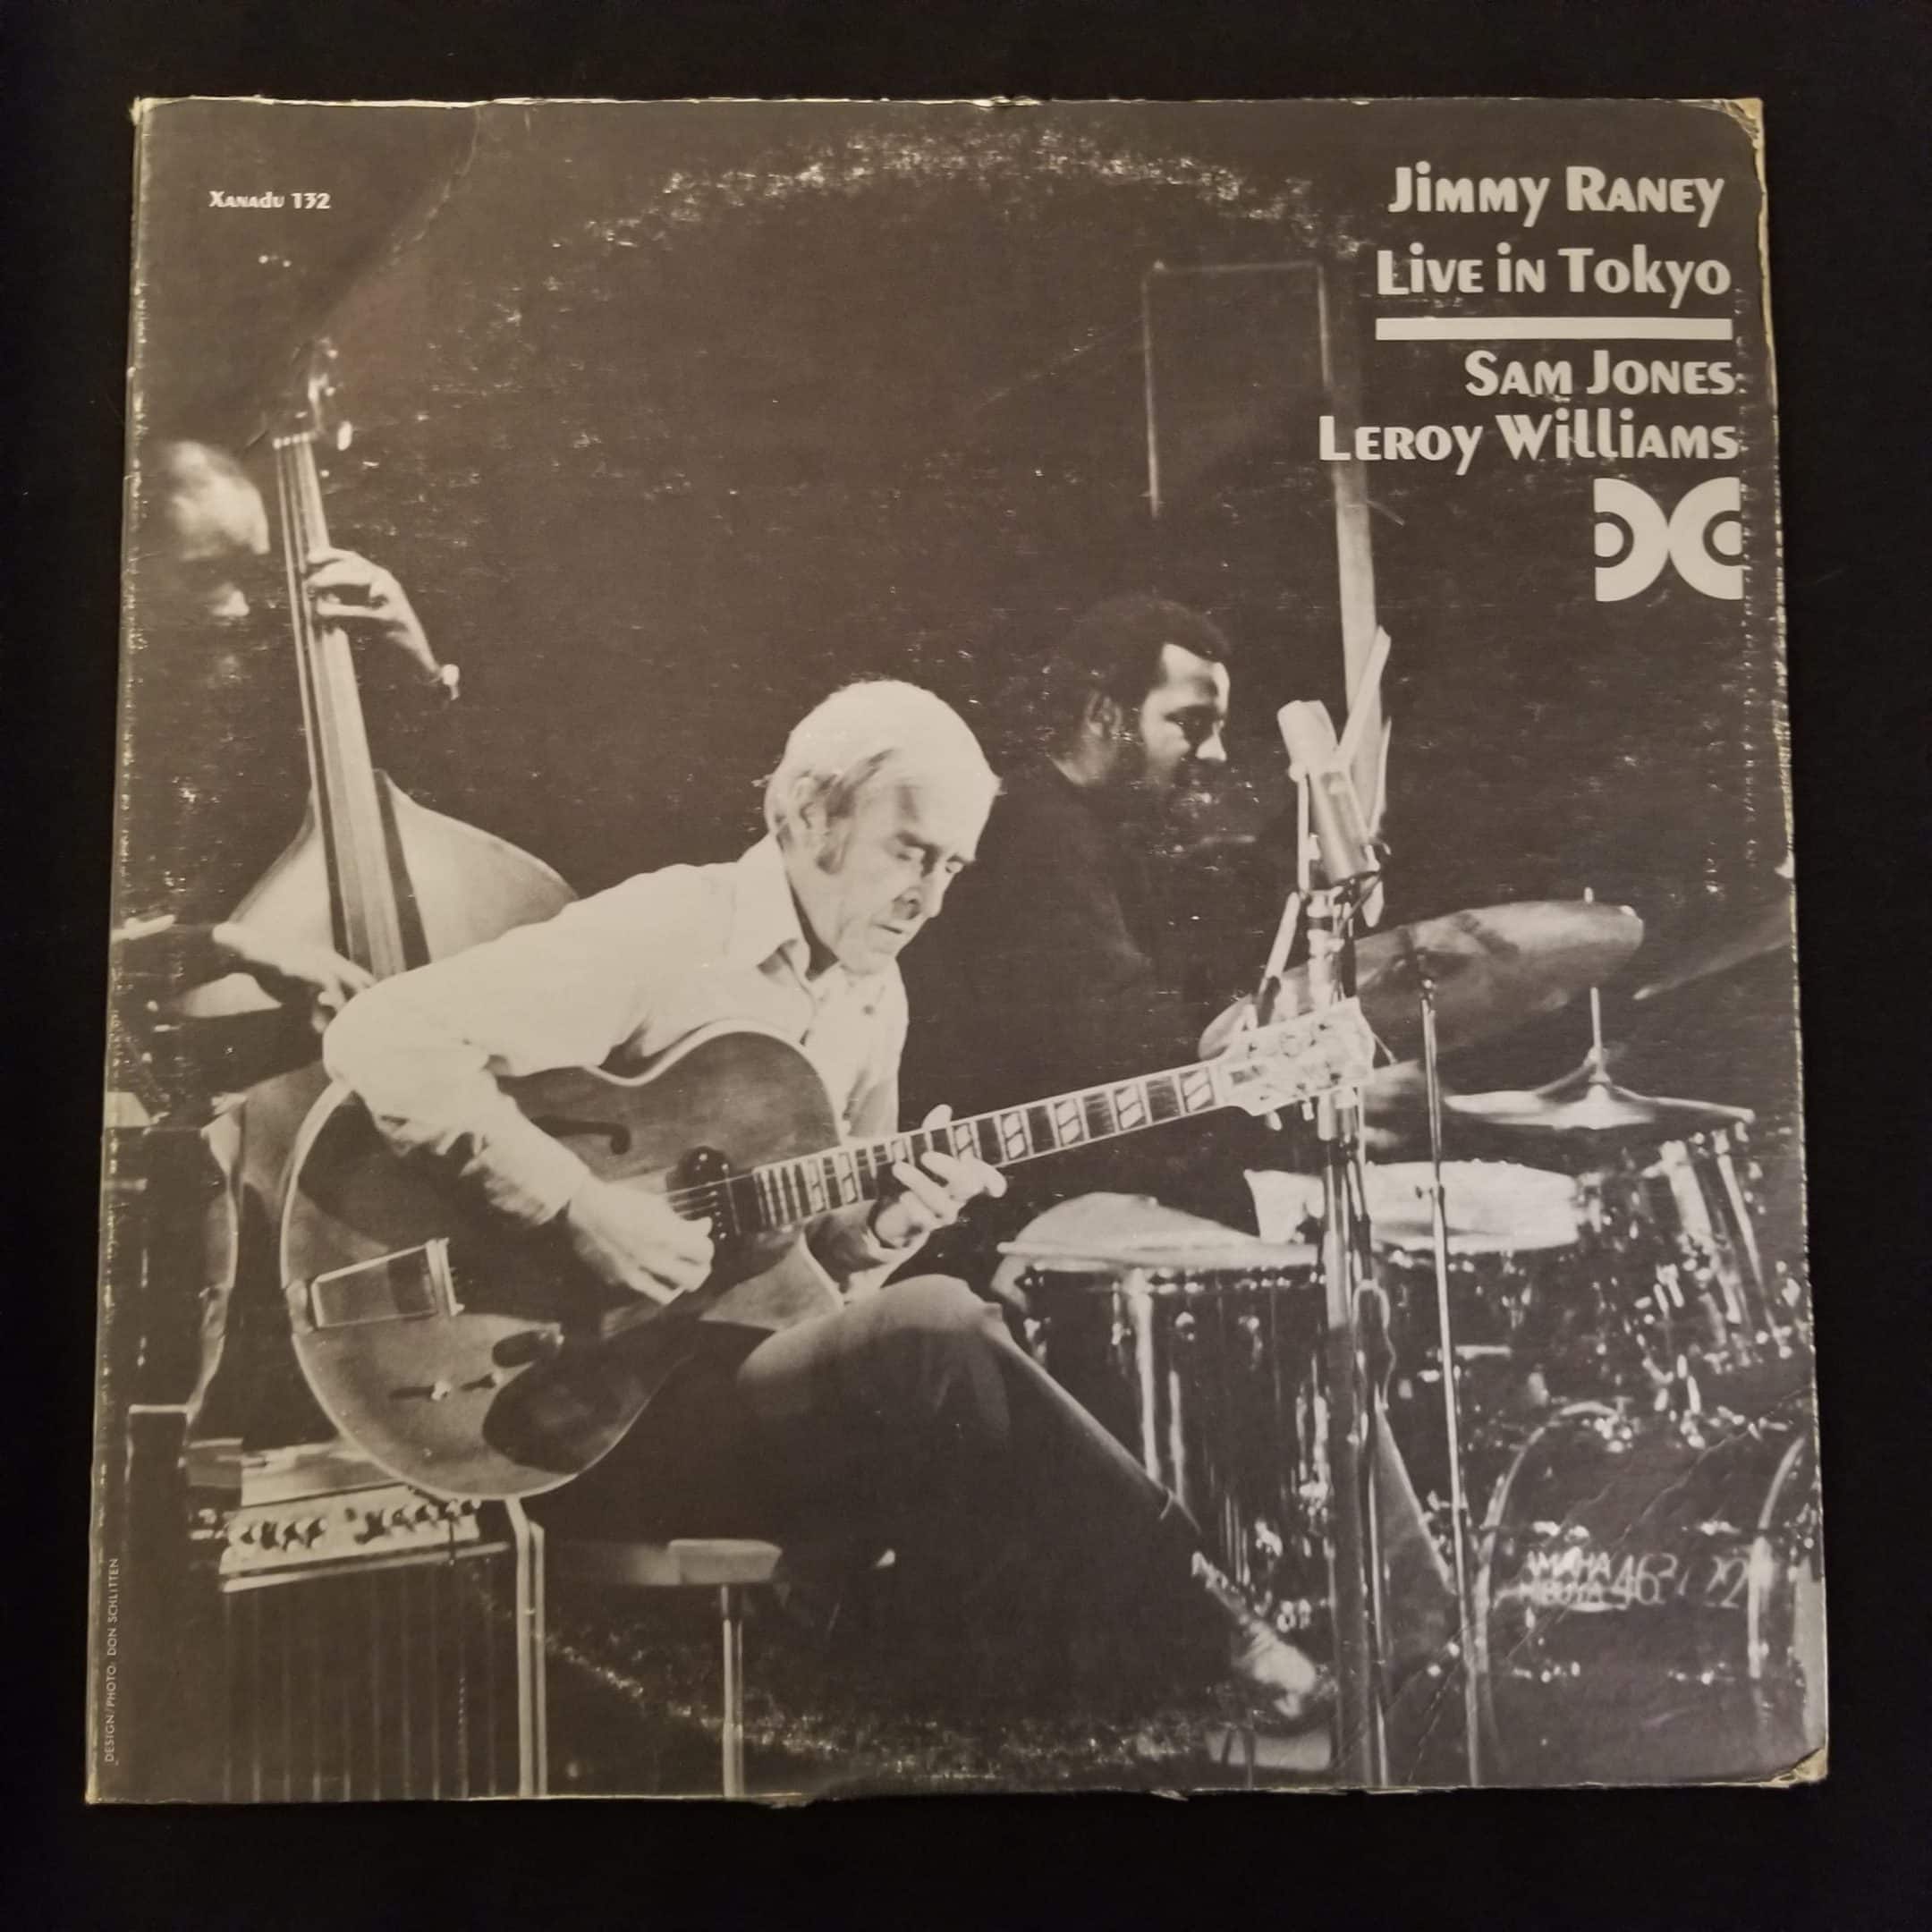 Xanadu 132
Jimmy Raney
Live in Tokyo
Sam Jones
Leroy Williams
DESIGN/PHOTO: DON SCHLITTEN